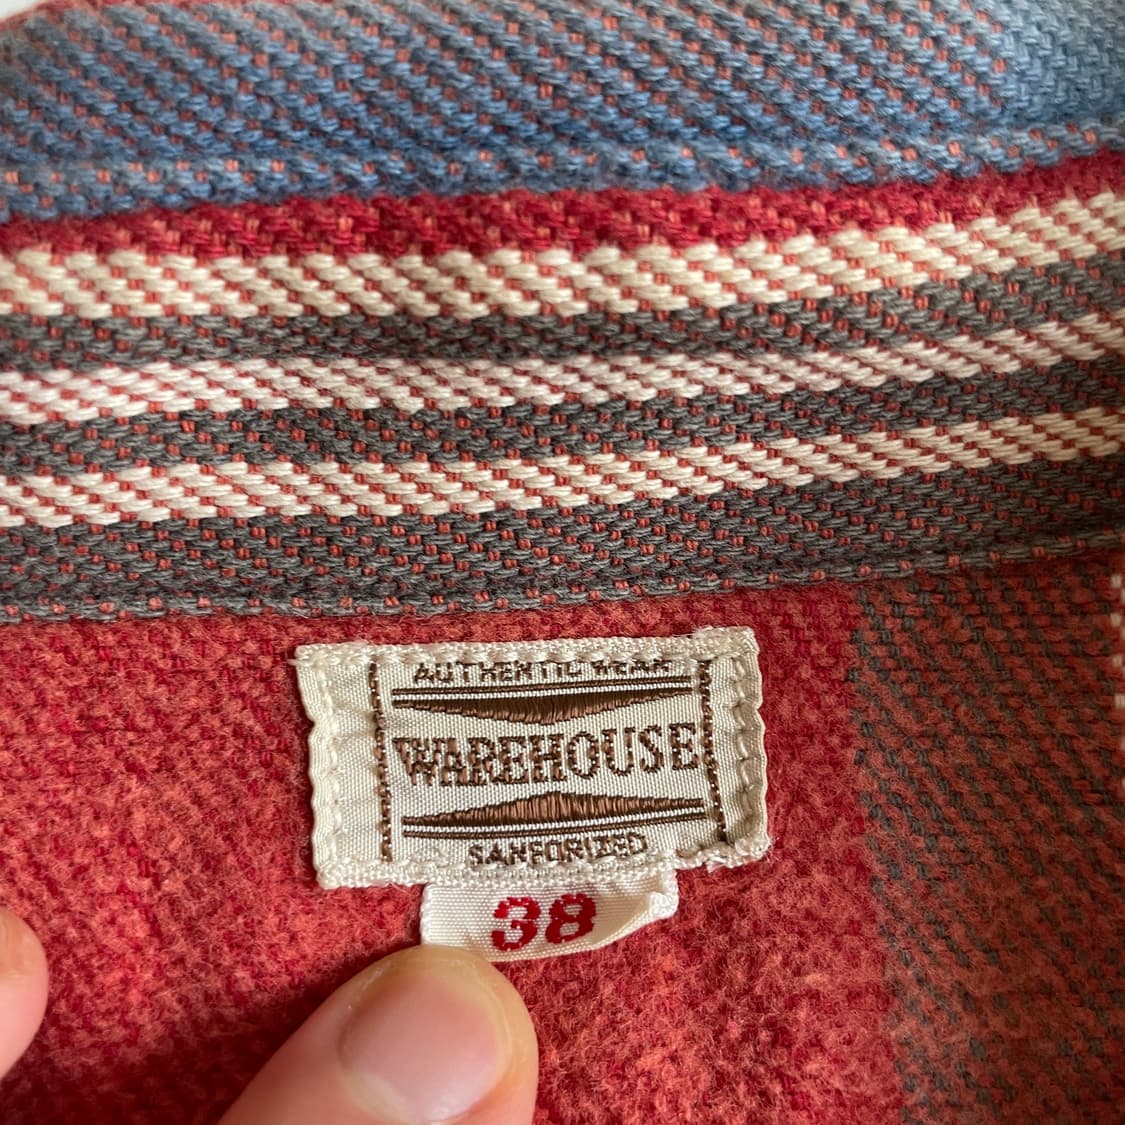 AUTHENTIC WEAR
WAREHOUSE
SANFORIZED
38